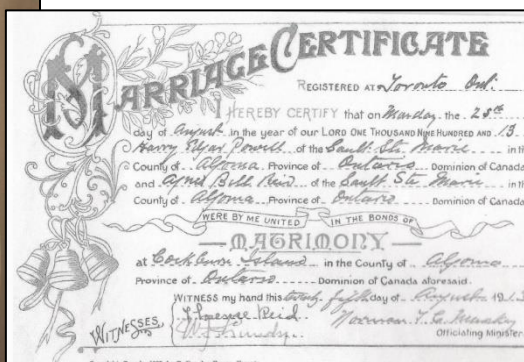 MARRIAGE CERTIFICATE
REGISTERED AT Toronto Ont.
I HEREBY CERTIFY that on Monday the 25th
day of August in the year of our LORD ONE THOUSAND NINE HUNDRED AND 13
Harry Edgar Powell of the Sault Ste Marie in th
County of Algoma Province of Ontario Dominion of Canada
and April Bell Reid of the Sault Ste Marie in th
County of Algoma Province of Ontario Dominion of Canada
WERE BY ME UNITED IN THE BONDS OF
MATRIMONY
at Cockburn Island in the County of Algoma
Province of Ontario Dominion of Canada aforesaid.
WITNESS my hand this twenty fifth day of August 191
WITNESSES
Florence Reid
Norman
Officiating Minister